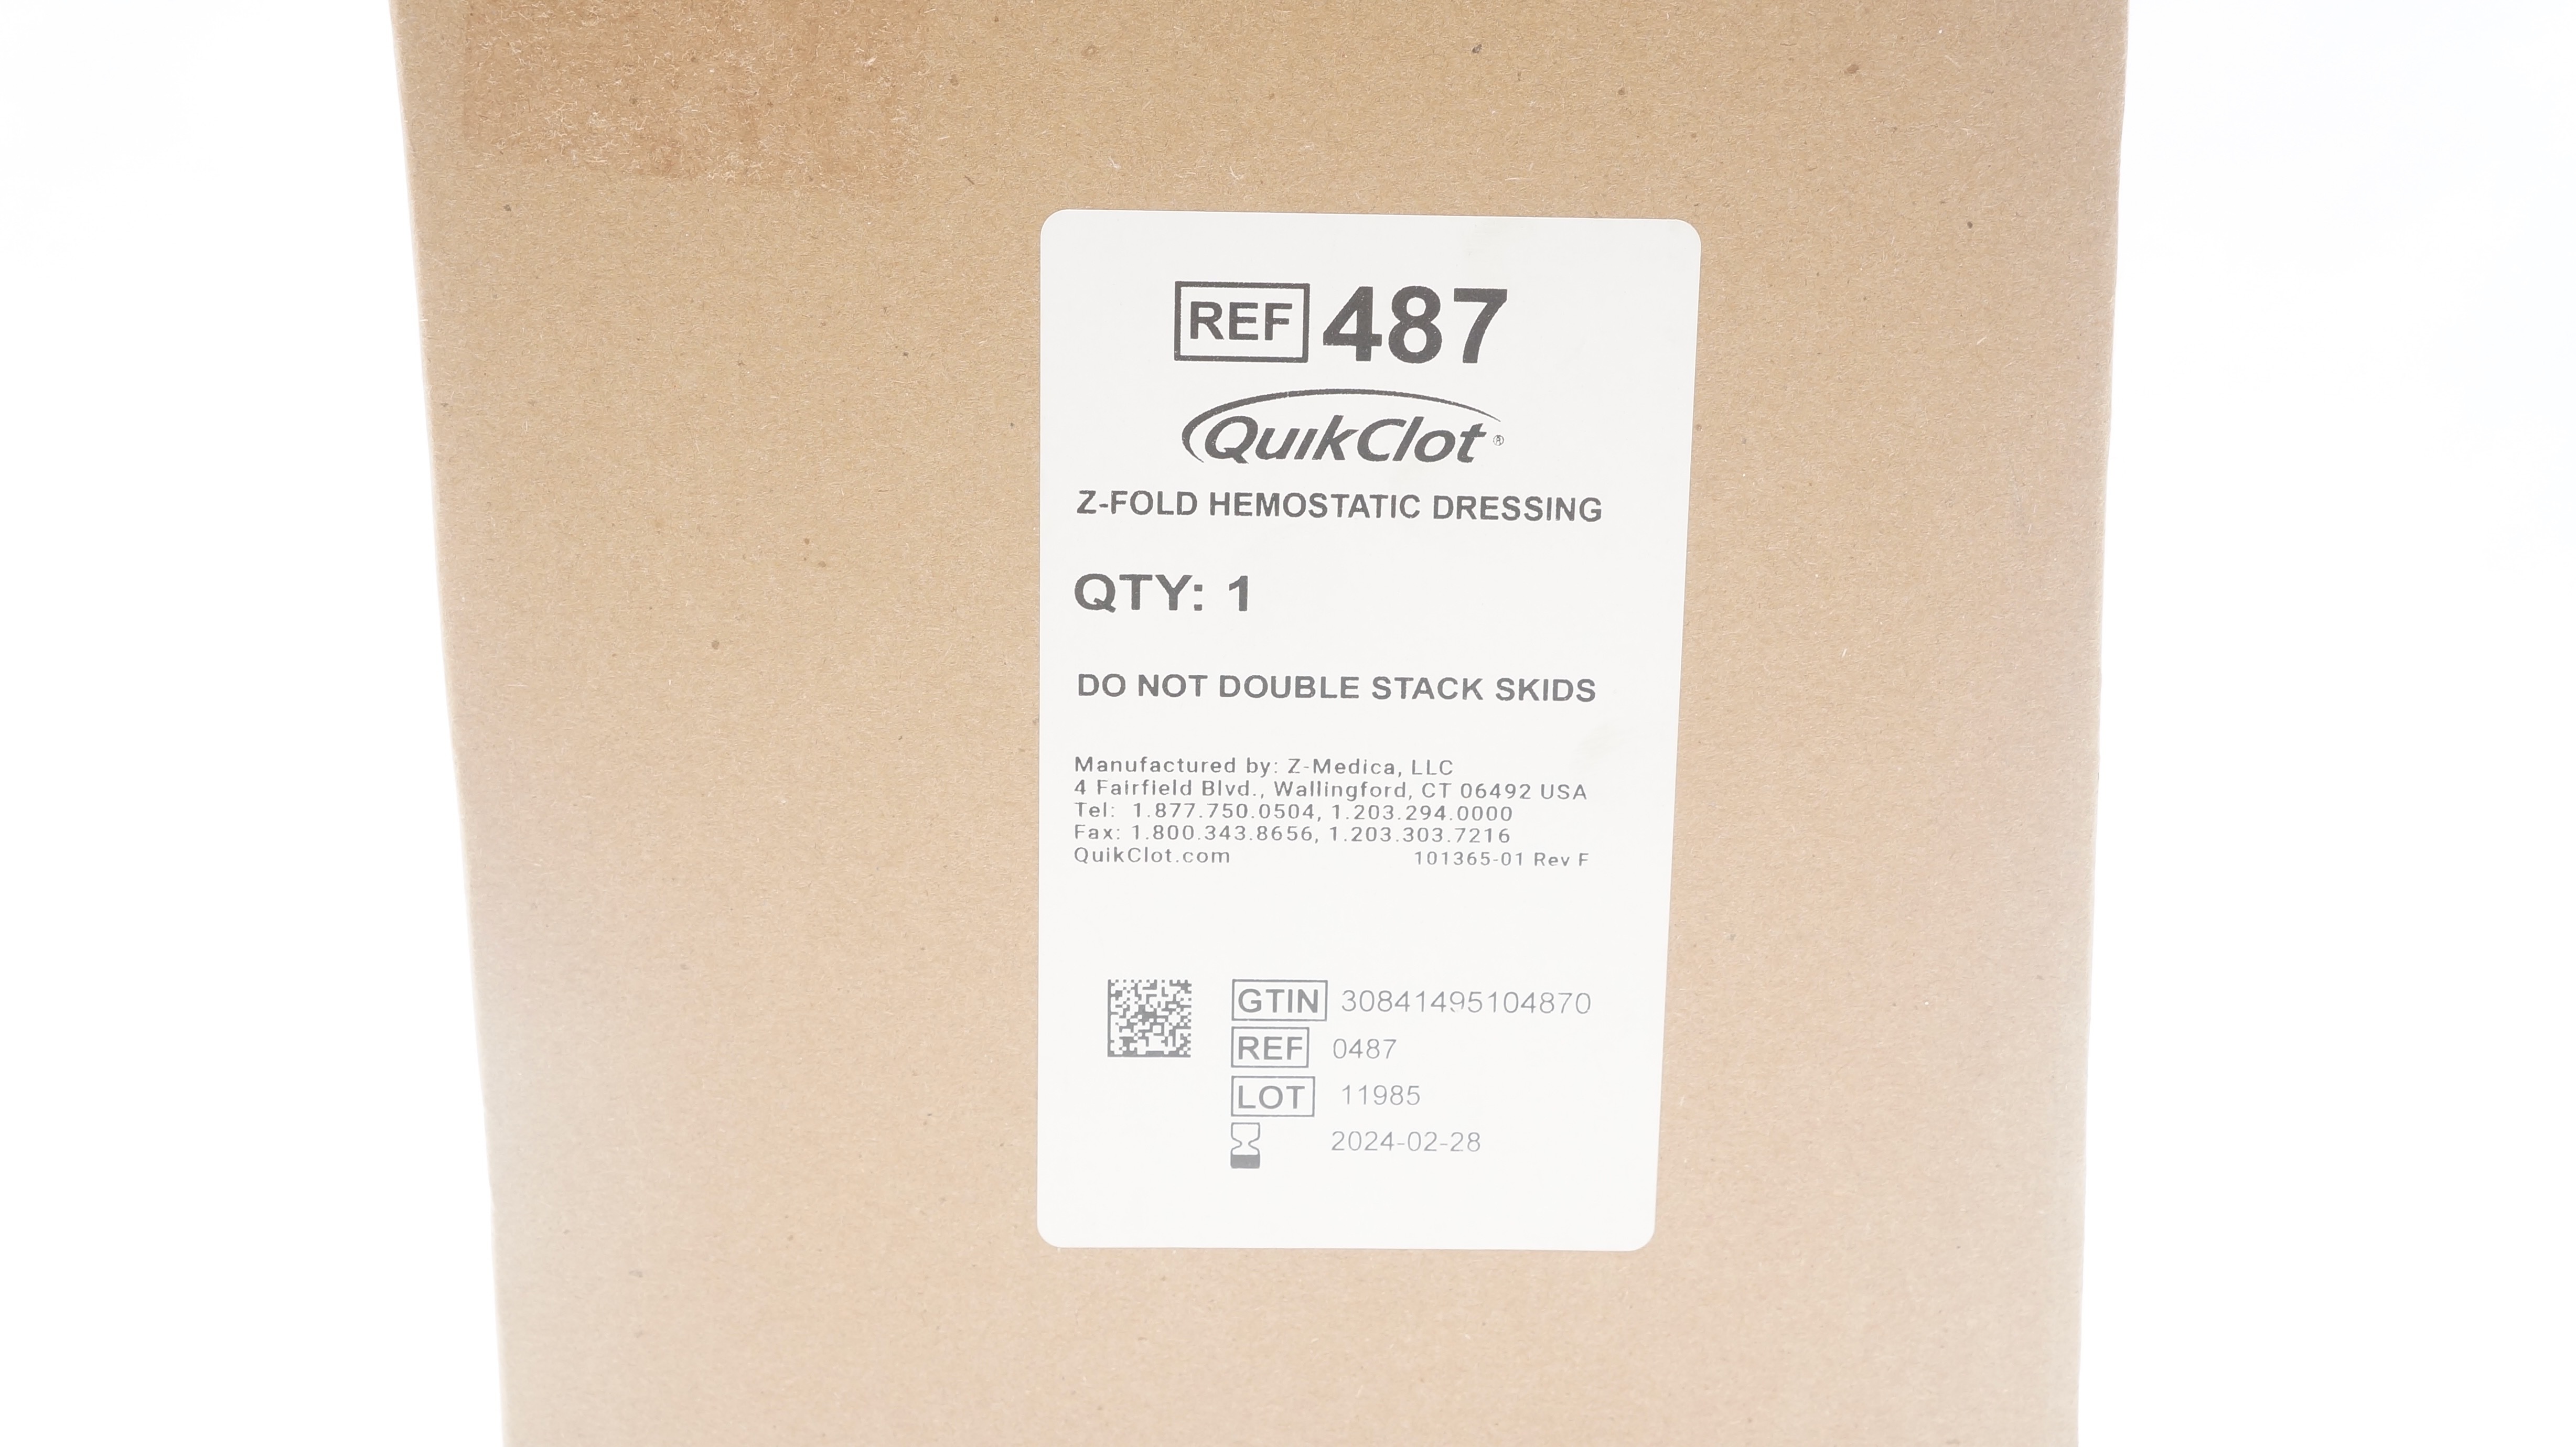 REF 487
QuikClot®
Z-FOLD HEMOSTATIC DRESSING
QTY: 1
DO NOT DOUBLE STACK SKIDS
Manufactured by: Z-Medica, LLC
4 Fairfield Blvd., Wallingford, CT 06492 USA
Tel: 1.877.750.0504, 1.203.294.0000
Fax: 1.800.343.8656, 1.203.303.7216
QuikClot.com 101365-01 Rev F
GTIN 30841495104870
REF 0487
LOT 11985
2024-02-28